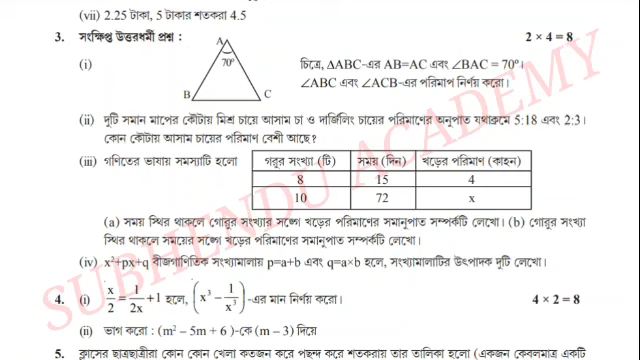 (vii) 2.25 টাকা, 5 টাকার শতকরা 4.5
3. সংক্ষিপ্ত উত্তরধর্মী প্রশ্ন : 2 × 4 = 8
(i) A 70° B C চিত্রে, ΔABC-এর AB=AC এবং ∠BAC = 70°।
∠ABC এবং ∠ACB-এর পরিমাপ নির্ণয় করো।
(ii) দুটি সমান মাপের কৌটায় মিশ্র চায়ে আসাম চা ও দার্জিলিং চায়ের পরিমাণের অনুপাত যথাক্রমে 5:18 এবং 2:3।
কোন কৌটায় আসাম চায়ের পরিমাণ বেশী আছে?
(iii) গণিতের ভাষায় সমস্যাটি হলো গরুর সংখ্যা (টি) সময় (দিন) খড়ের পরিমাণ (কাহন)
8 15 4
10 72 x
(a) সময় স্থির থাকলে গোরুর সংখ্যার সঙ্গে খড়ের পরিমাণের সমানুপাত সম্পর্কটি লেখো। (b) গোরুর সংখ্যা
স্থির থাকলে সময়ের সঙ্গে খড়ের পরিমাণের সমানুপাত সম্পর্কটি লেখো।
(iv) x²+px+q বীজগাণিতিক সংখ্যামালায় p=a+b এবং q=a×b হলে, সংখ্যামালাটির উৎপাদক দুটি লেখো।
4. (i) x/2 = 1/2x + 1 হলে, (x³ – 1/x³) -এর মান নির্ণয় করো। 4 × 2 = 8
(ii) ভাগ করো : (m² – 5m + 6)-কে (m – 3) দিয়ে
5. ক্লাসের ছাত্রছাত্রীরা কোন কোন খেলা কতজন করে পছন্দ করে শতকরায় তার তালিকা হলো (একজন কেবলমাত্র একটি
SUBHENDU ACADEMY